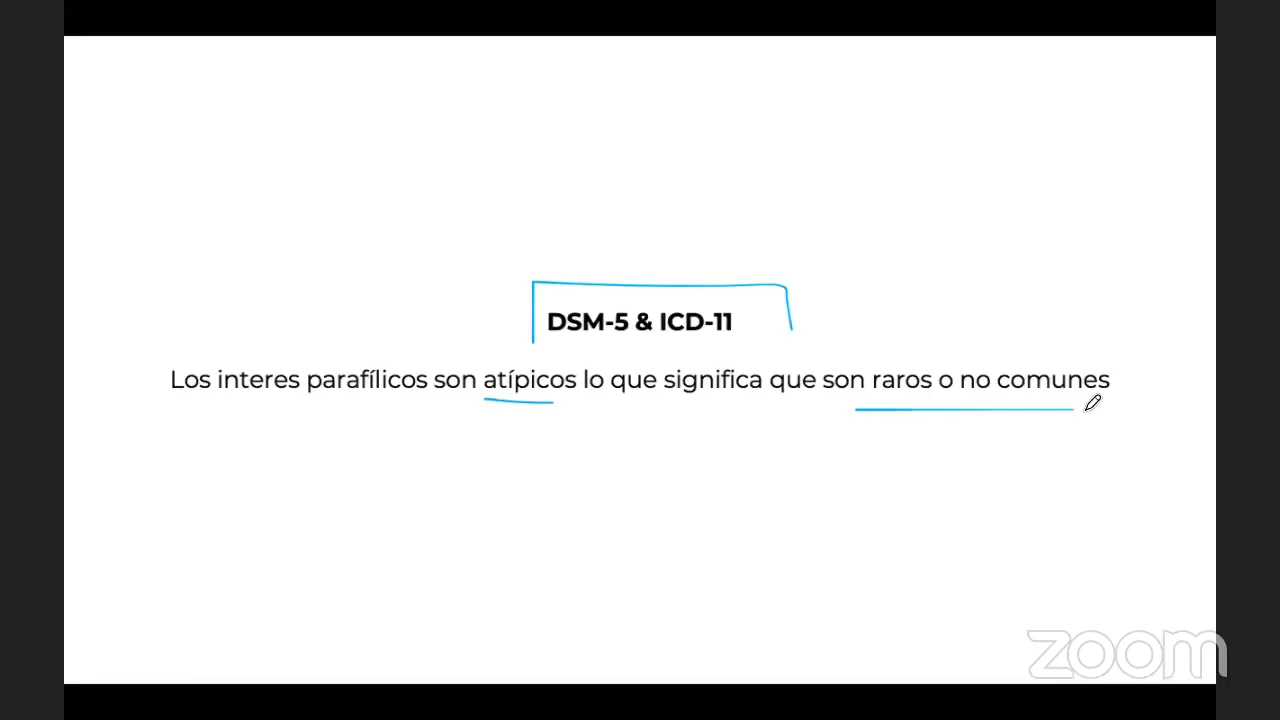 DSM-5 & ICD-11
Los interes parafílicos son atípicos lo que significa que son raros o no comunes
zoom